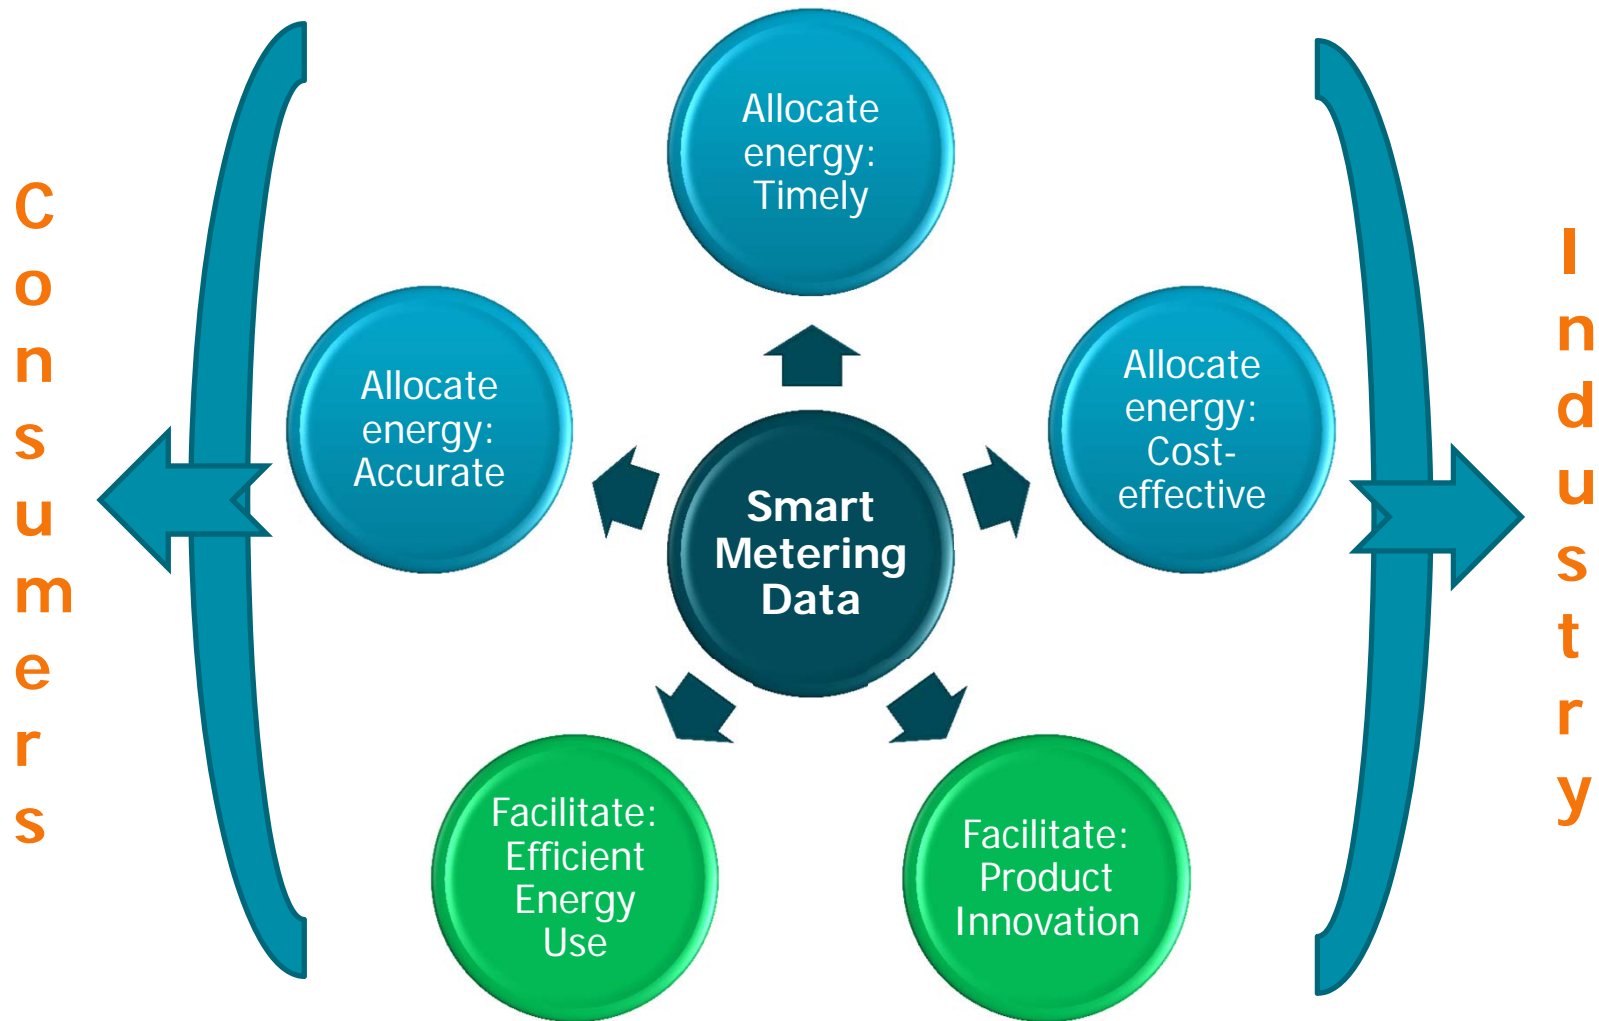 Consumers
Allocate
energy:
Timely
Allocate
energy:
Accurate
Allocate
energy:
Cost-
effective
Smart
Metering
Data
Facilitate:
Efficient
Energy
Use
Facilitate:
Product
Innovation
Industry